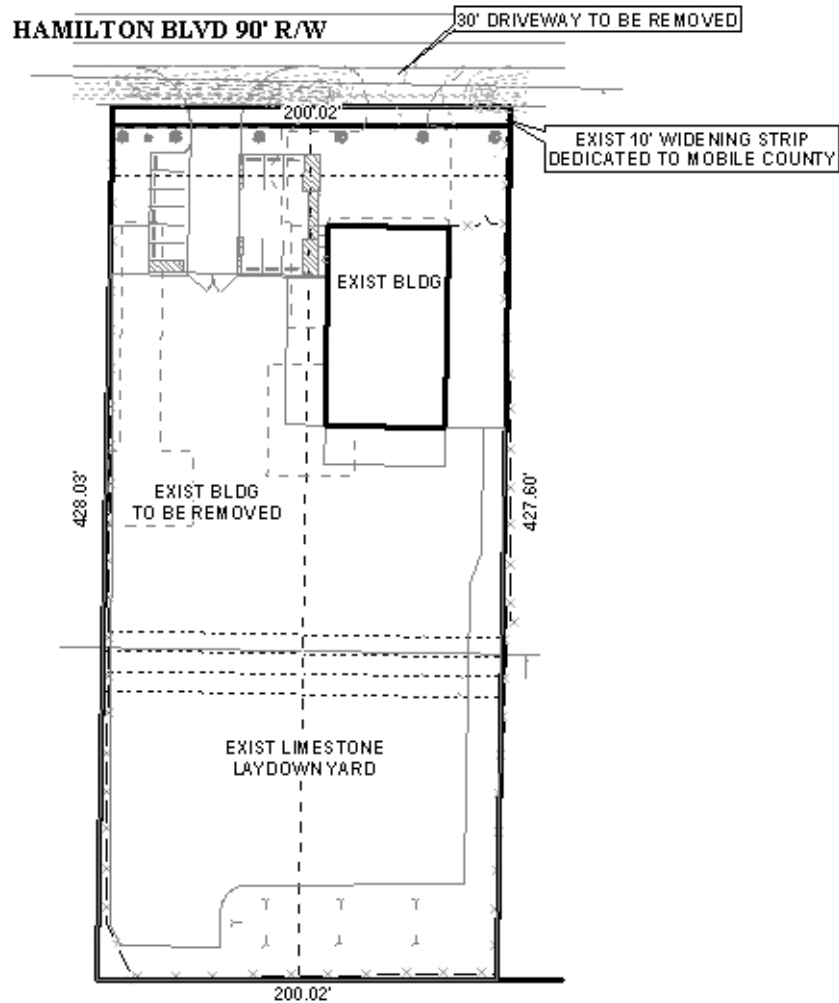 30' DRIVEWAY TO BE REMOVED
HAMILTON BLVD 90' R/W
200.02'
EXIST 10' WIDENING STRIP
DEDICATED TO MOBILE COUNTY
EXIST BLDG
428.03'
427.60'
EXIST BLDG
TO BE REMOVED
EXIST LIMESTONE
LAYDOWN YARD
200.02'